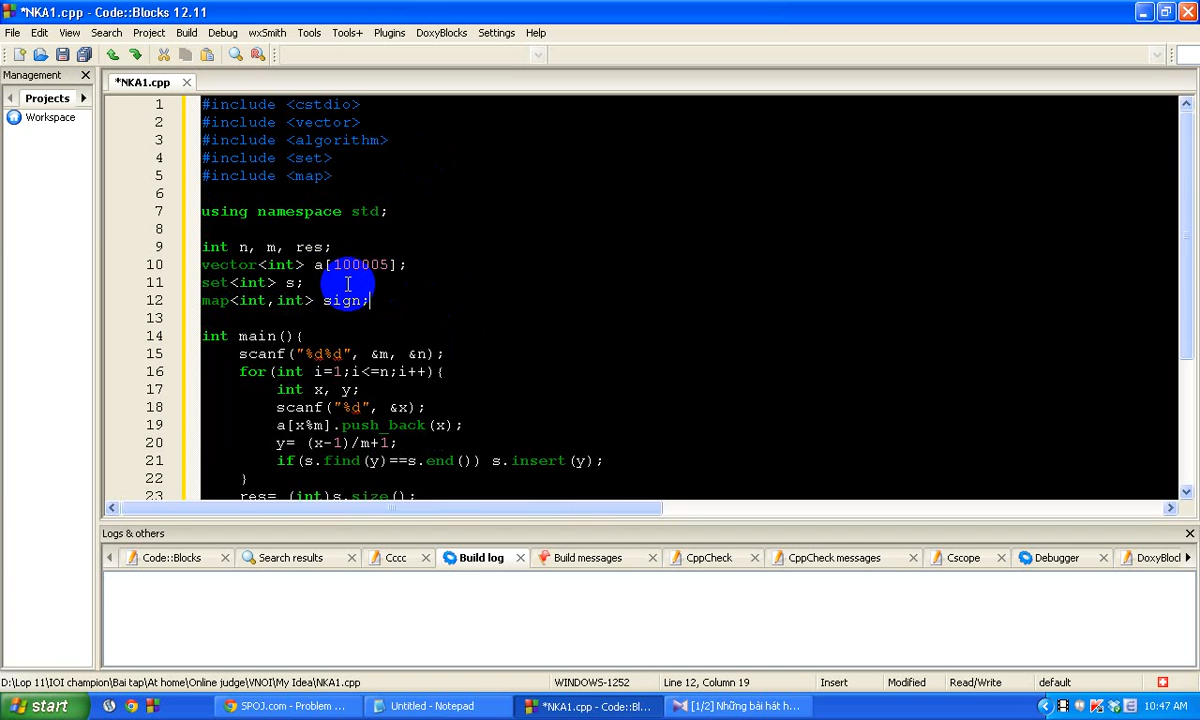 *NKA1.cpp - Code::Blocks 12.11
File Edit View Search Project Build Debug wxSmith Tools Tools+ Plugins DoxyBlocks Settings Help
Management
*NKA1.cpp
Projects
Workspace
1 #include <cstdio>
2 #include <vector>
3 #include <algorithm>
4 #include <set>
5 #include <map>
6
7 using namespace std;
8
9 int n, m, res;
10 vector<int> a[100005];
11 set<int> s;
12 map<int,int> sign;
13
14 int main(){
15 scanf("%d%d", &m, &n);
16 for(int i=1;i<=n;i++){
17 int x, y;
18 scanf("%d", &x);
19 a[x%m].push_back(x);
20 y= (x-1)/m+1;
21 if(s.find(y)==s.end()) s.insert(y);
22 }
23 res= (int)s.size();
Logs & others
Code::Blocks Search results Cccc Build log Build messages CppCheck CppCheck messages Cscope Debugger DoxyBlocl
D:\Lop 11\IOI champion\Bai tap\At home\Online judge\VNOI\My Idea\NKA1.cpp WINDOWS-1252 Line 12, Column 19 Insert Modified Read/Write default
start SPOJ.com - Problem ... Untitled - Notepad *NKA1.cpp - Code::Bl... [1/2] Những bài hát h... 10:47 AM